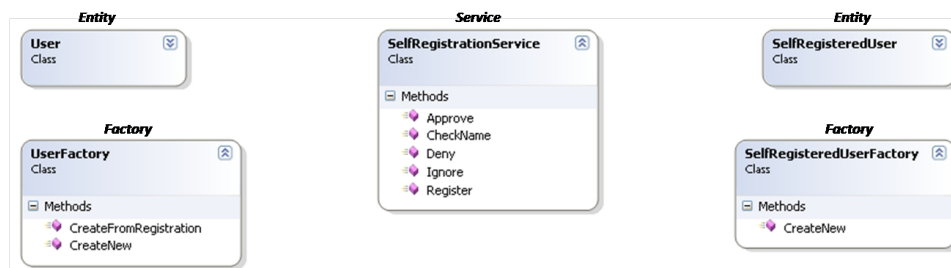 Entity
User
Class
Factory
UserFactory
Class
Methods
CreateFromRegistration
CreateNew
Service
SelfRegistrationService
Class
Methods
Approve
CheckName
Deny
Ignore
Register
Entity
SelfRegisteredUser
Class
Factory
SelfRegisteredUserFactory
Class
Methods
CreateNew